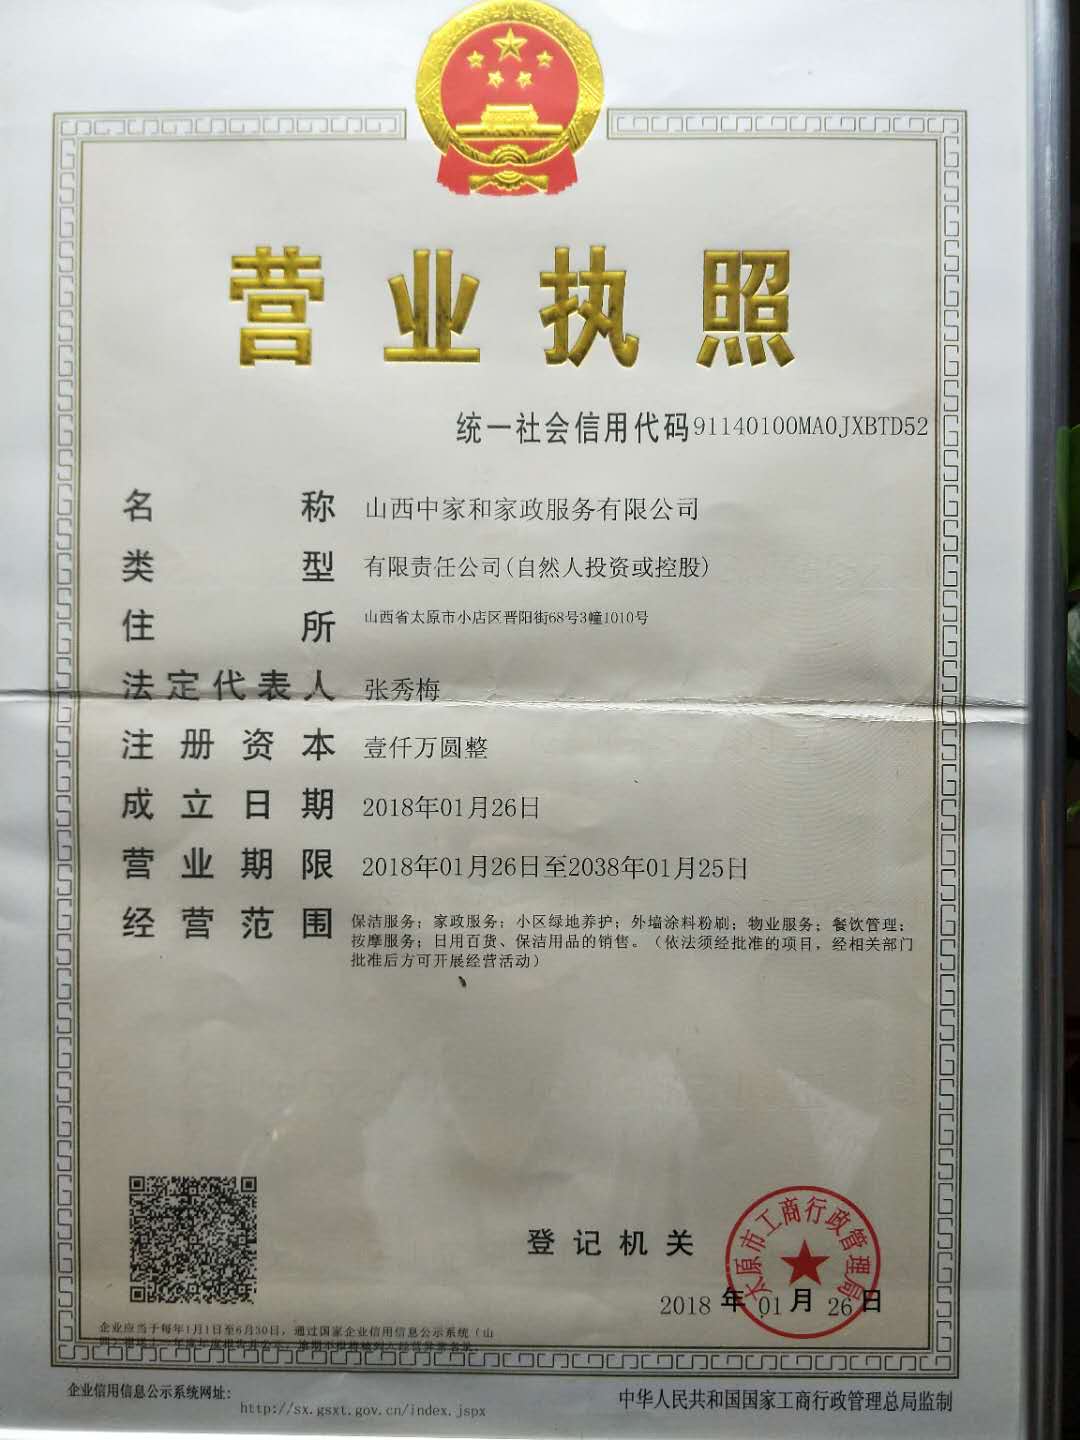 营业执照
统一社会信用代码91140100MA0JXBTD52
名称 山西中家和家政服务有限公司
类型 有限责任公司(自然人投资或控股)
住所 山西省太原市小店区晋阳街68号3幢1010号
法定代表人 张秀梅
注册资本 壹仟万圆整
成立日期 2018年01月26日
营业期限 2018年01月26日至2038年01月25日
经营范围 保洁服务；家政服务；小区绿地养护；外墙涂料粉刷；物业服务；餐饮管理；
按摩服务；日用百货、保洁用品的销售。（依法须经批准的项目，经相关部门
批准后方可开展经营活动）
登记机关
太原市工商行政管理局
2018年01月26日
企业应当于每年1月1日至6月30日，通过国家企业信用信息公示系统（山
企业信用信息公示系统网址：
http://sx.gsxt.gov.cn/index.jspx
中华人民共和国国家工商行政管理总局监制